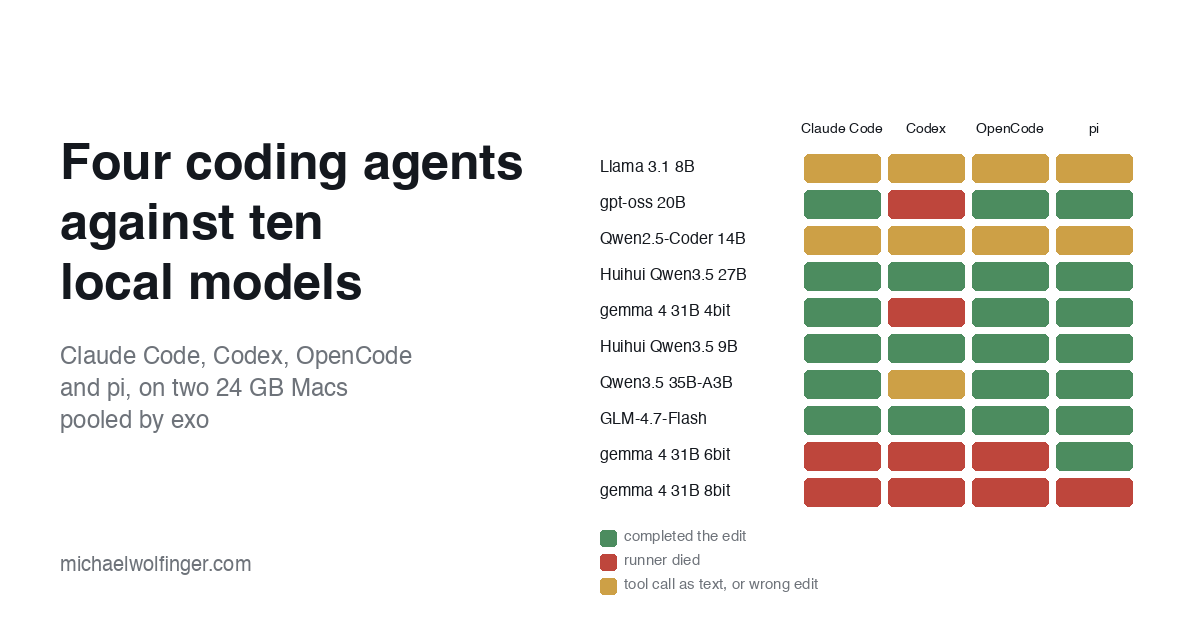 Four coding agents
against ten
local models
Claude Code, Codex, OpenCode
and pi, on two 24 GB Macs
pooled by exo
michaelwolfinger.com
Claude Code Codex OpenCode pi
Llama 3.1 8B
gpt-oss 20B
Qwen2.5-Coder 14B
Huihui Qwen3.5 27B
gemma 4 31B 4bit
Huihui Qwen3.5 9B
Qwen3.5 35B-A3B
GLM-4.7-Flash
gemma 4 31B 6bit
gemma 4 31B 8bit
completed the edit
runner died
tool call as text, or wrong edit